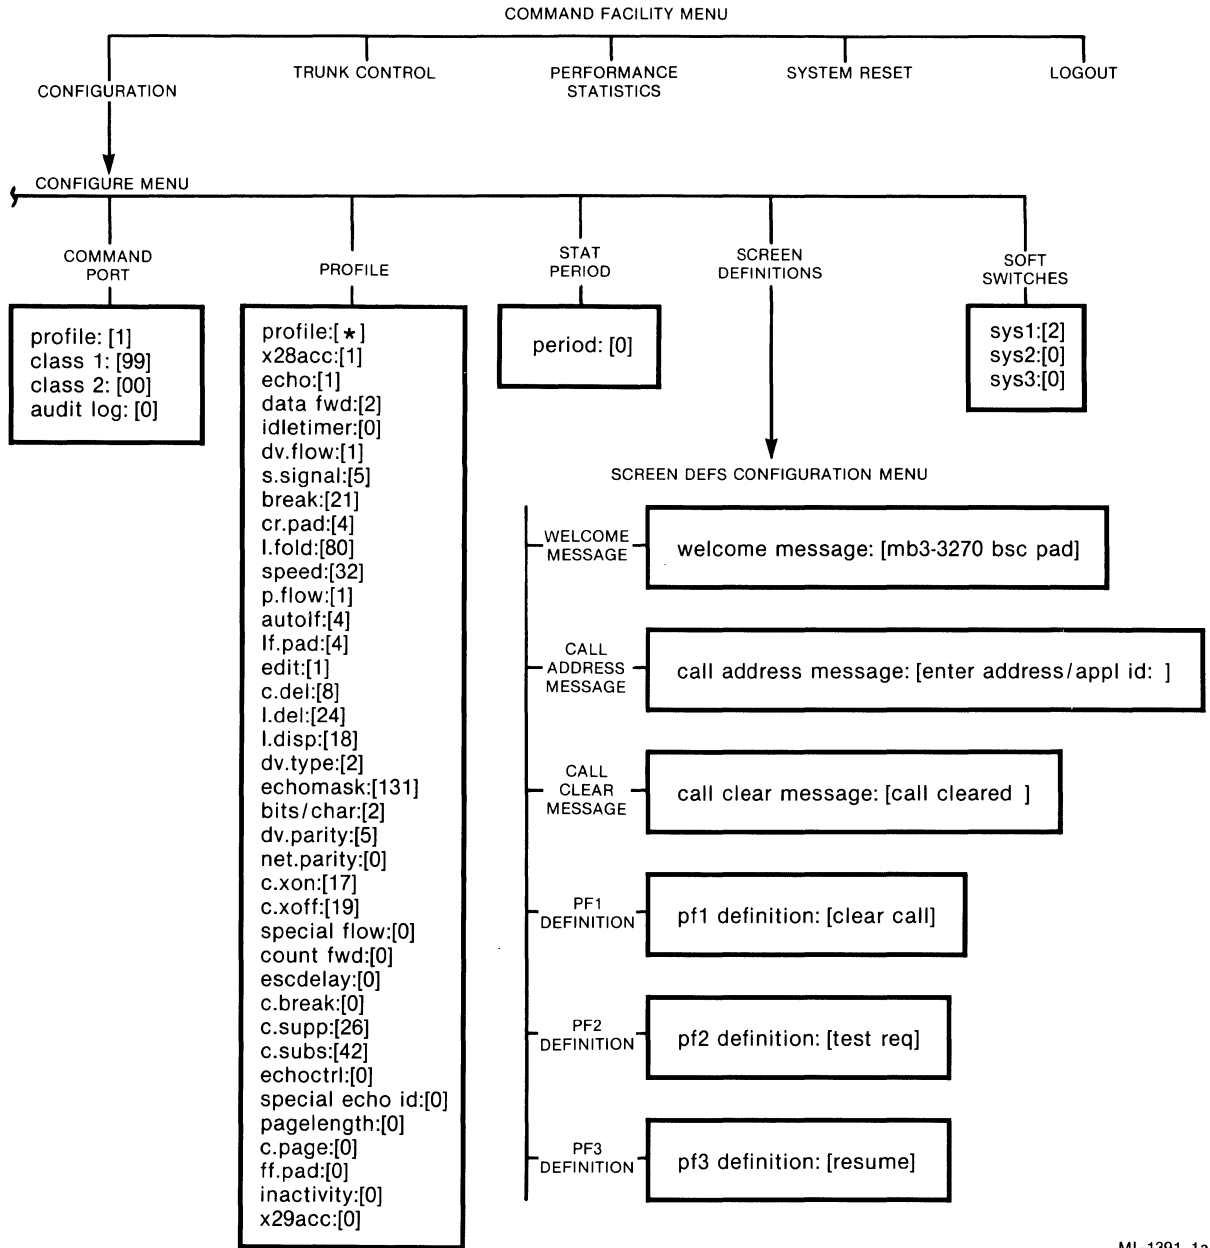 COMMAND FACILITY MENU
CONFIGURATION
TRUNK CONTROL
PERFORMANCE
STATISTICS
SYSTEM RESET
LOGOUT
CONFIGURE MENU
COMMAND
PORT
profile: [1]
class 1: [99]
class 2: [00]
audit log: [0]
PROFILE
profile:[★]
x28acc:[1]
echo:[1]
data fwd:[2]
idletimer:[0]
dv.flow:[1]
s.signal:[5]
break:[21]
cr.pad:[4]
l.fold:[80]
speed:[32]
p.flow:[1]
autolf:[4]
lf.pad:[4]
edit:[1]
c.del:[8]
l.del:[24]
l.disp:[18]
dv.type:[2]
echomask:[131]
bits/char:[2]
dv.parity:[5]
net.parity:[0]
c.xon:[17]
c.xoff:[19]
special flow:[0]
count fwd:[0]
escdelay:[0]
c.break:[0]
c.supp:[26]
c.subs:[42]
echoctrl:[0]
special echo id:[0]
pagelength:[0]
c.page:[0]
ff.pad:[0]
inactivity:[0]
x29acc:[0]
STAT
PERIOD
period: [0]
SCREEN
DEFINITIONS
SOFT
SWITCHES
sys1:[2]
sys2:[0]
sys3:[0]
SCREEN DEFS CONFIGURATION MENU
WELCOME
MESSAGE
welcome message: [mb3-3270 bsc pad]
CALL
ADDRESS
MESSAGE
call address message: [enter address/appl id:  ]
CALL
CLEAR
MESSAGE
call clear message: [call cleared ]
PF1
DEFINITION
pf1 definition: [clear call]
PF2
DEFINITION
pf2 definition: [test req]
PF3
DEFINITION
pf3 definition: [resume]